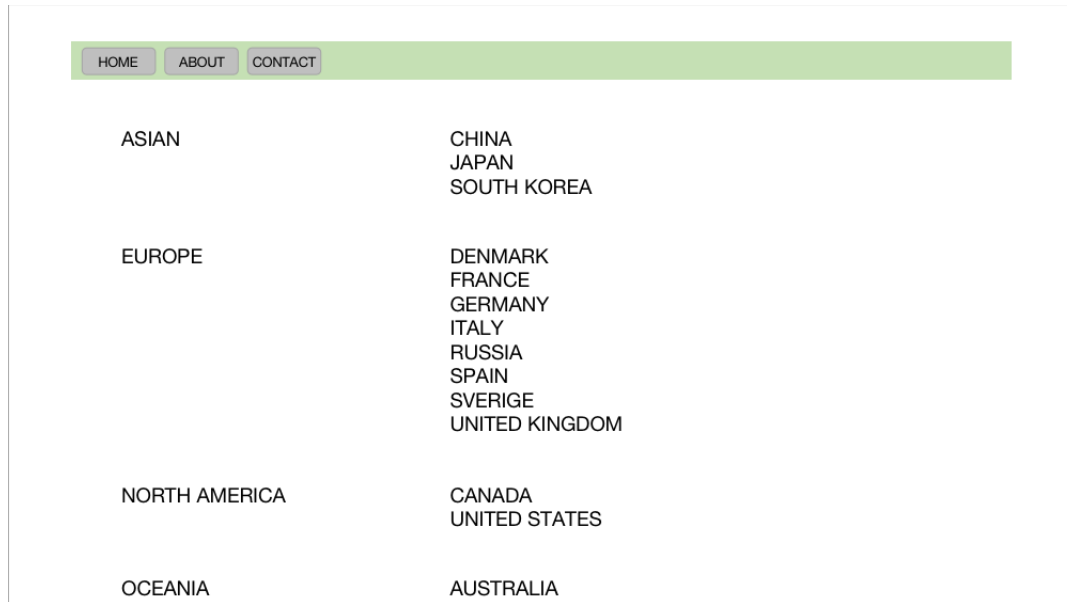 HOME ABOUT CONTACT
ASIAN CHINA
JAPAN
SOUTH KOREA
EUROPE DENMARK
FRANCE
GERMANY
ITALY
RUSSIA
SPAIN
SVERIGE
UNITED KINGDOM
NORTH AMERICA CANADA
UNITED STATES
OCEANIA AUSTRALIA